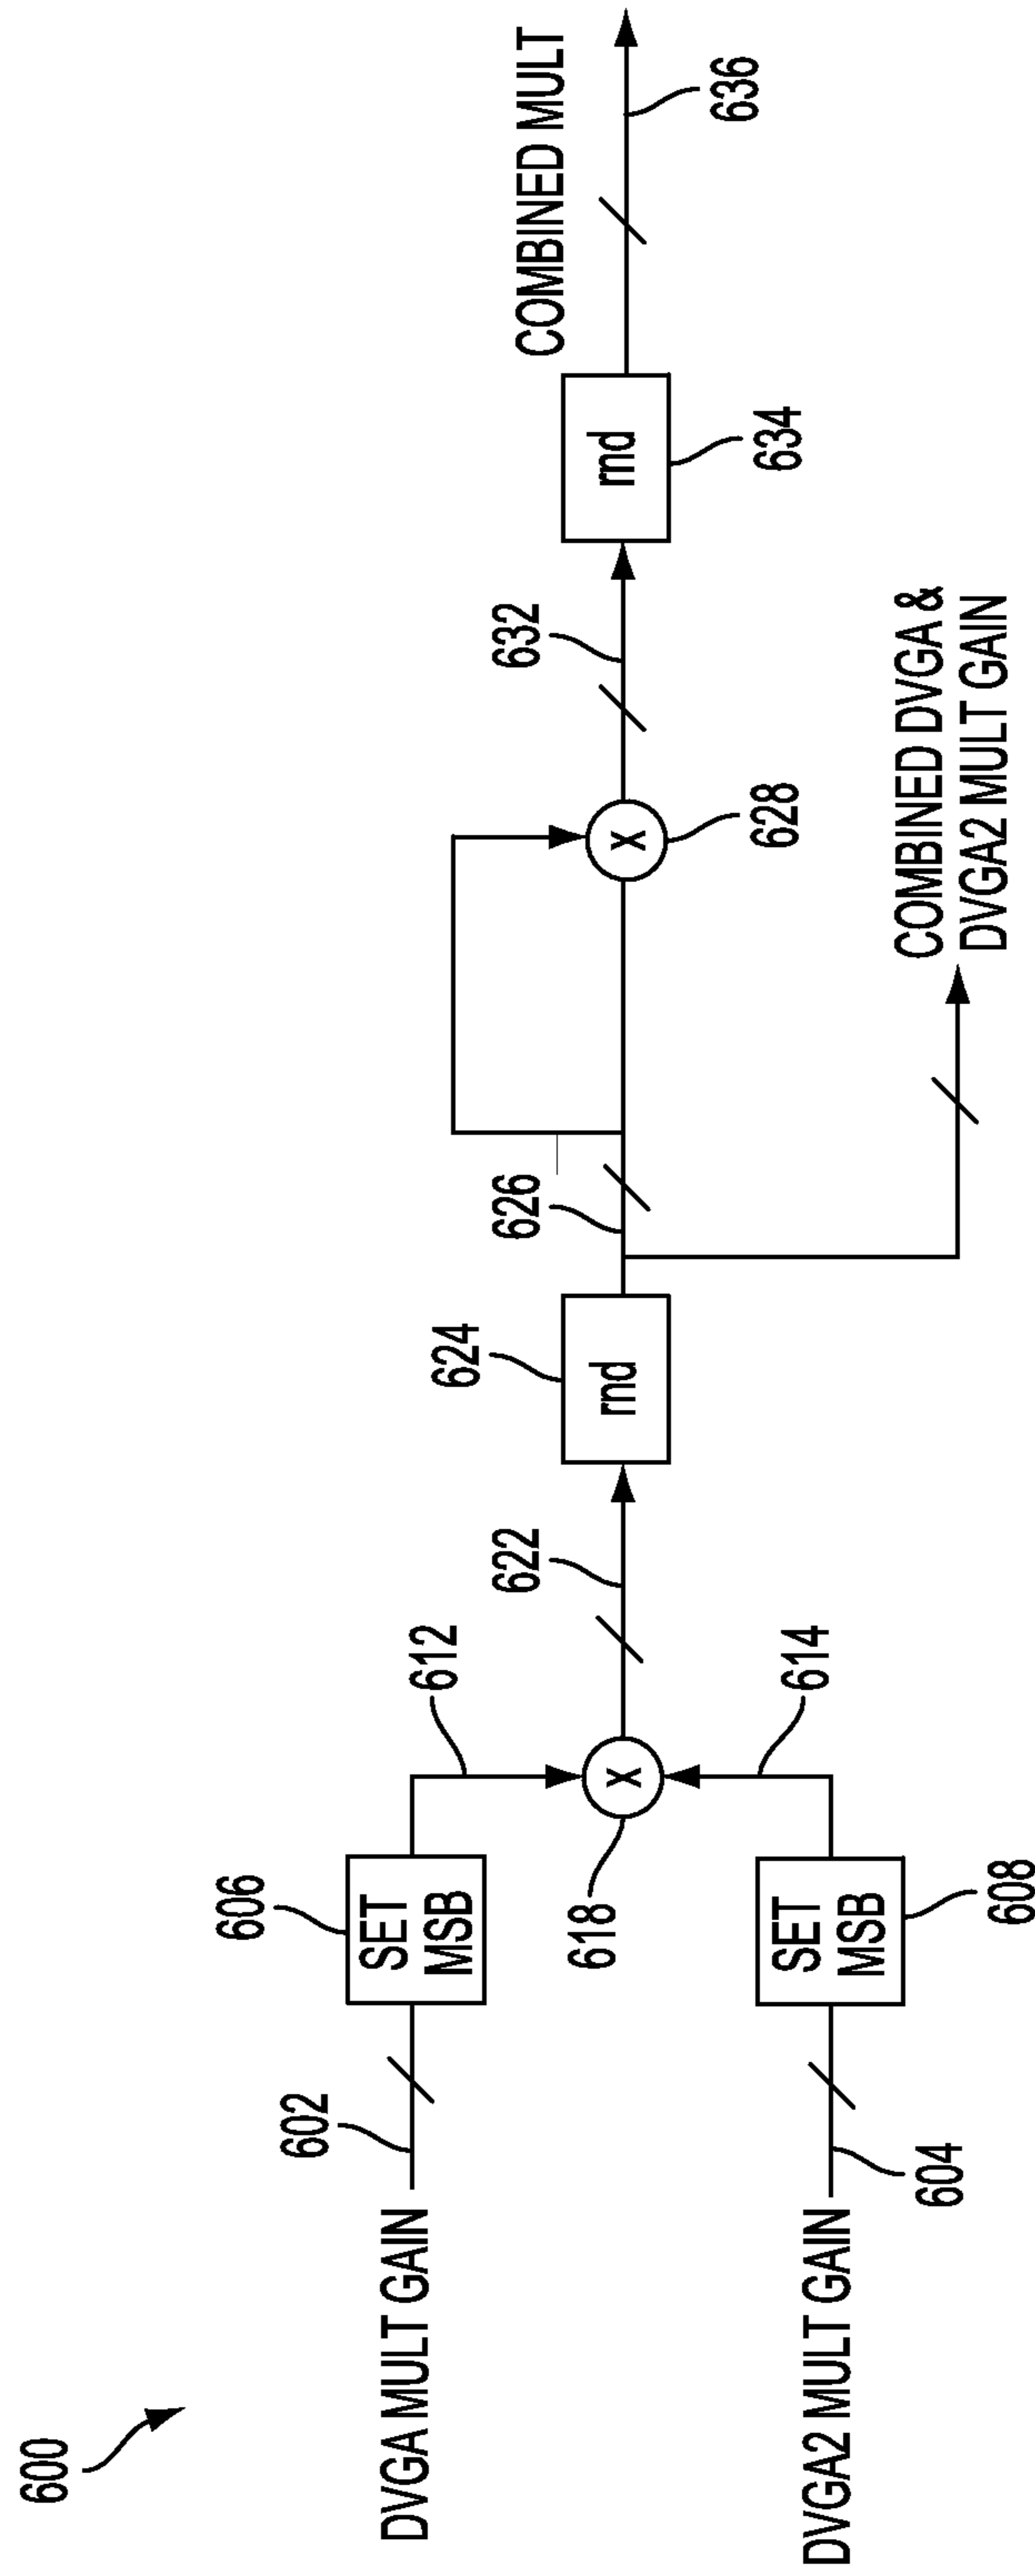 600
DVGA MULT GAIN
602
606
SET
MSB
612
DVGA2 MULT GAIN
604
608
SET
MSB
614
618
X
622
624
rnd
626
628
X
632
634
rnd
COMBINED MULT
636
COMBINED DVGA &
DVGA2 MULT GAIN